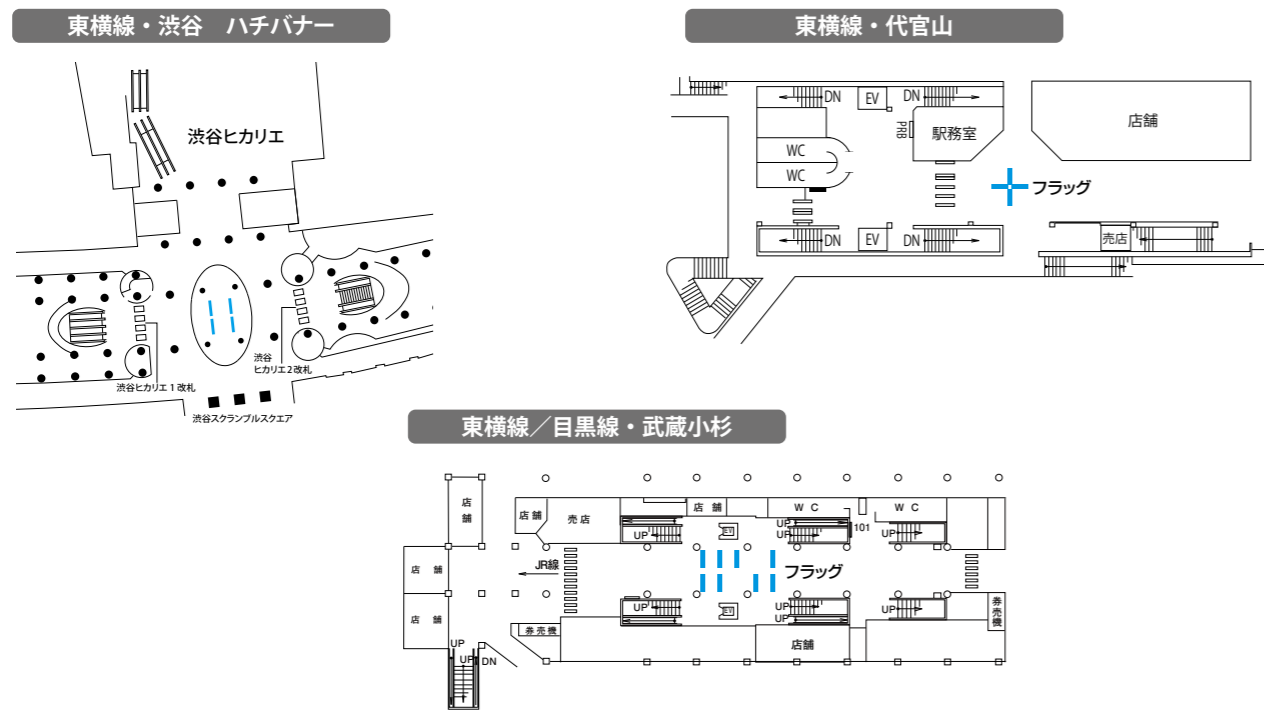 東横線・渋谷　ハチバナー
渋谷ヒカリエ
渋谷ヒカリエ1改札
渋谷
ヒカリエ2改札
渋谷スクランブルスクエア
東横線・代官山
DN
EV
DN
PRB
駅務室
店舗
WC
WC
フラッグ
DN
EV
DN
売店
東横線／目黒線・武蔵小杉
店舗
店舗
売店
店舗
WC
WC
UP
EV
UP
UP
101
UP
JR線
フラッグ
店舗
店舗
UP
EV
UP
UP
UP
券売機
券売機
店舗
UP
UP
DN